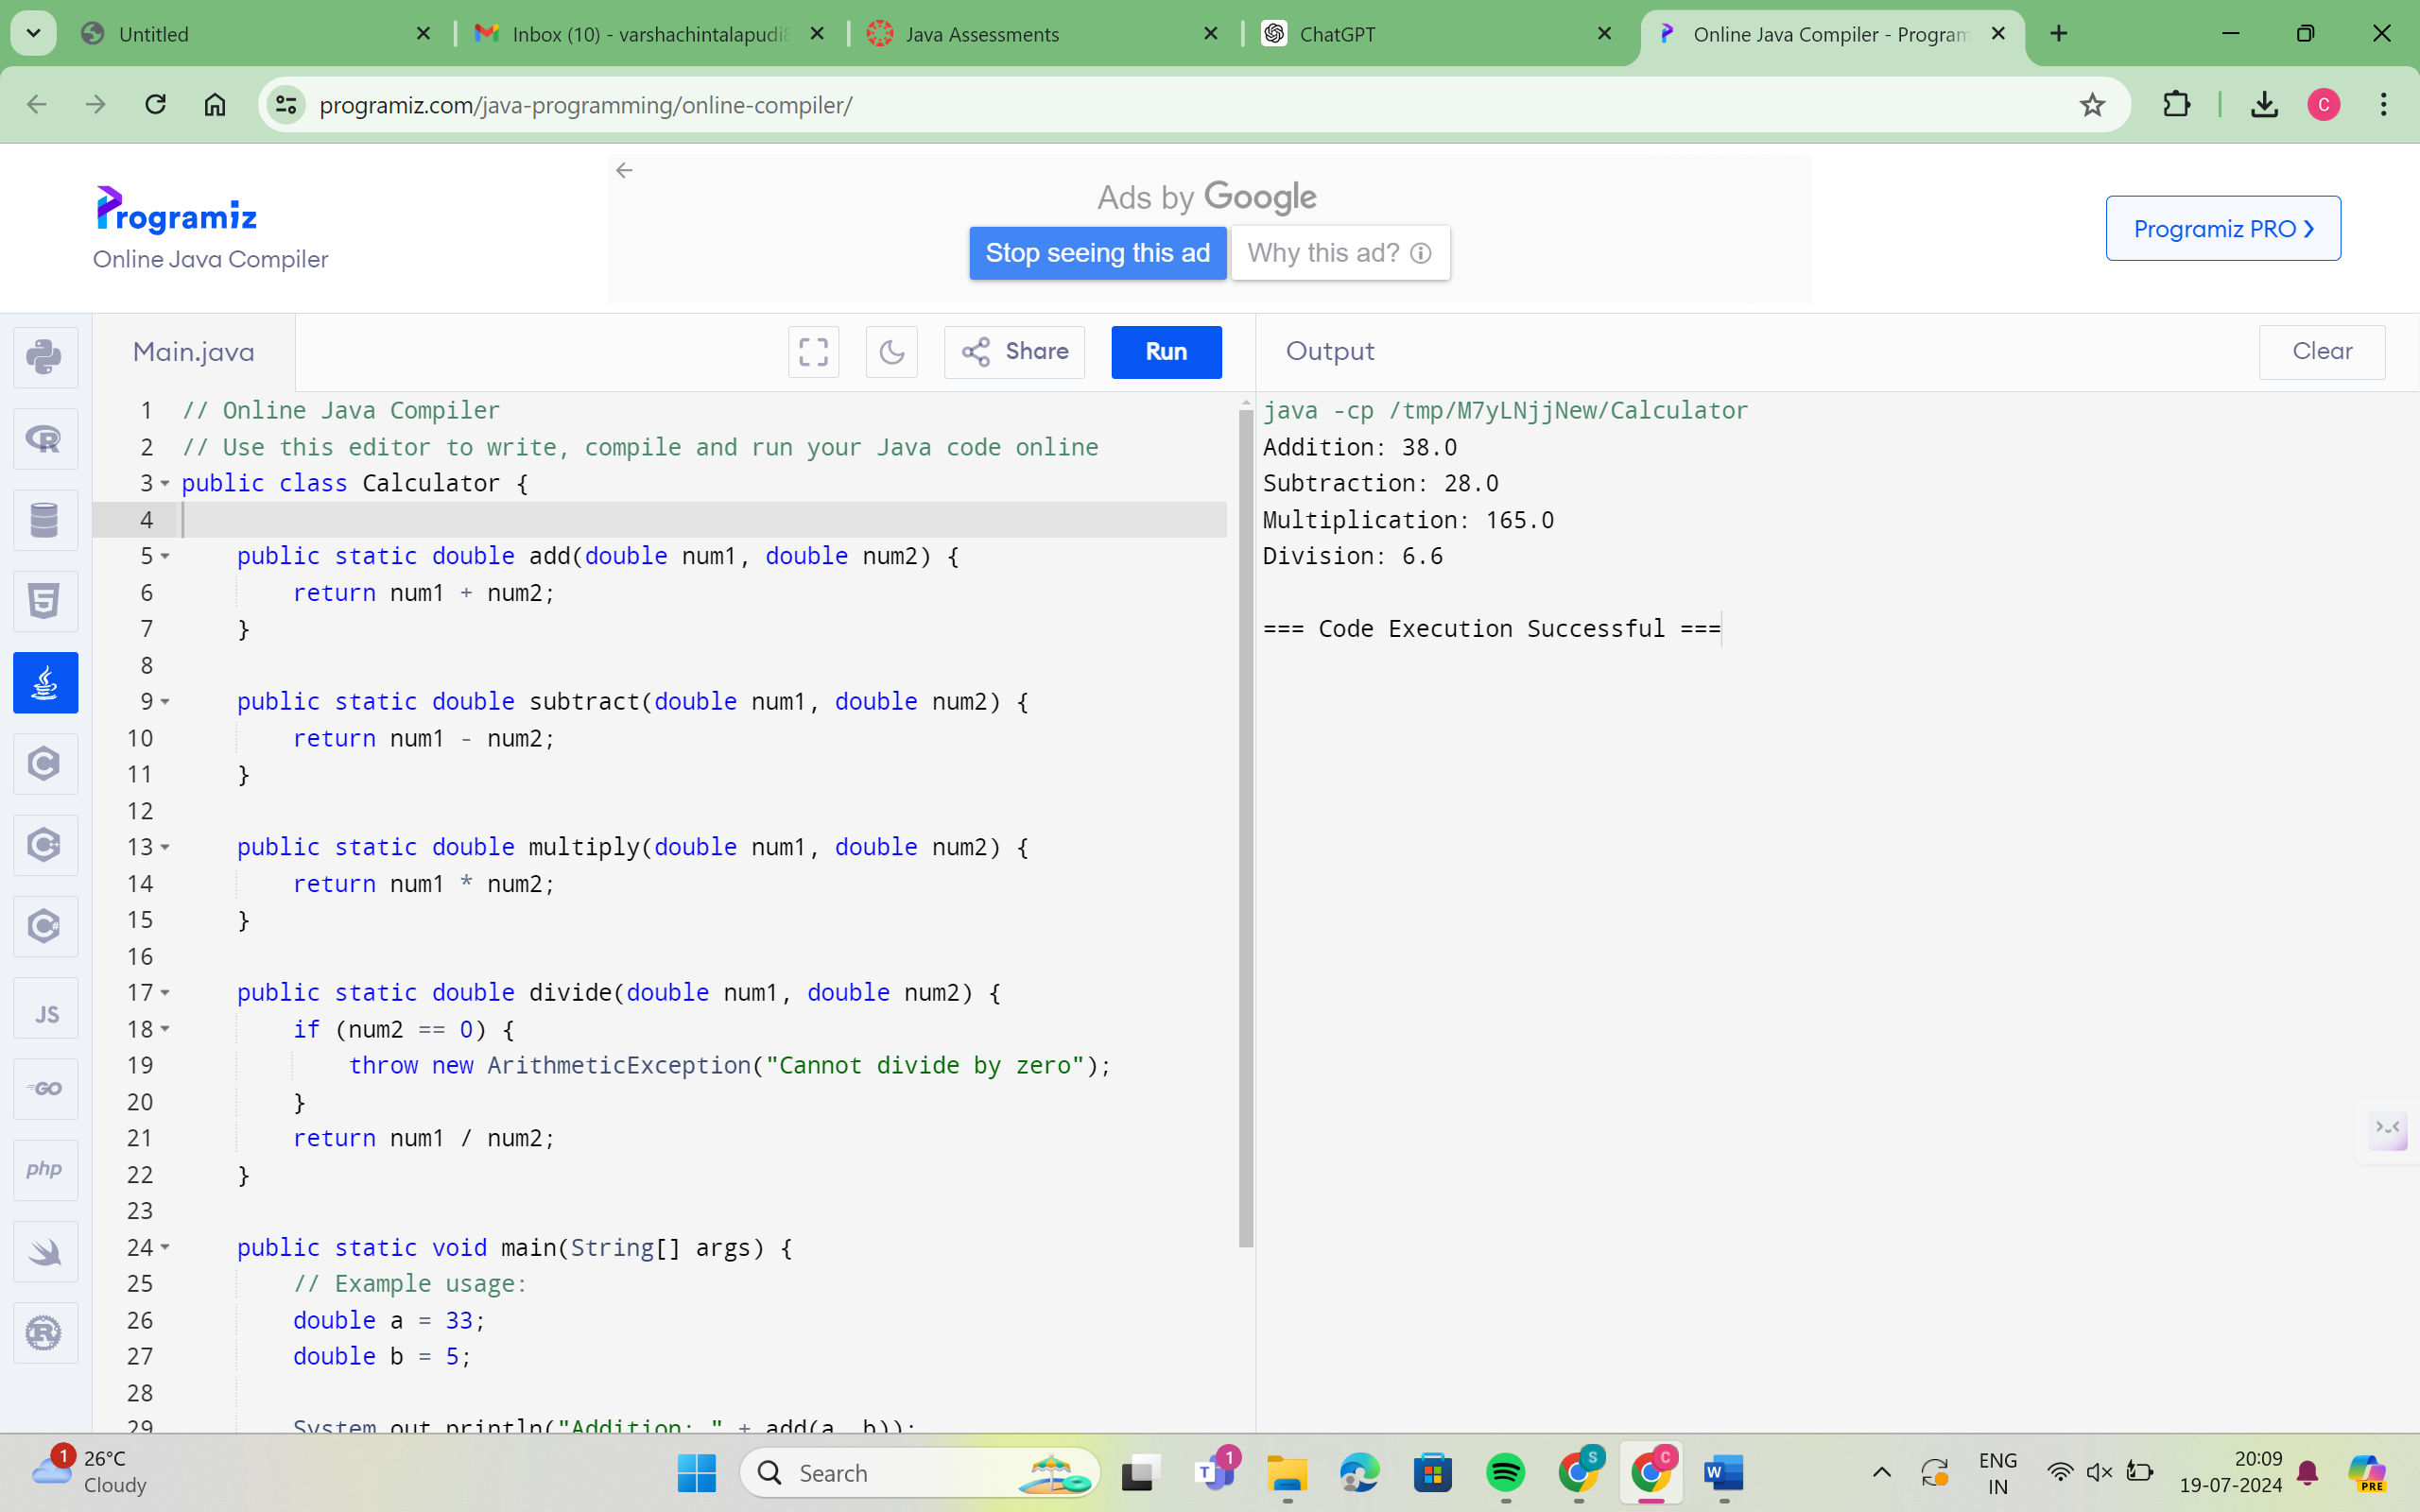 Untitled
Inbox (10) - varshachintalapudi
Java Assessments
ChatGPT
Online Java Compiler - Program
programiz.com/java-programming/online-compiler/
C
Programiz
Online Java Compiler
Ads by Google
Stop seeing this ad
Why this ad?
Programiz PRO ❯
Main.java
Share
Run
Output
Clear
1 // Online Java Compiler
2 // Use this editor to write, compile and run your Java code online
3 public class Calculator {
4
5 public static double add(double num1, double num2) {
6 return num1 + num2;
7 }
8
9 public static double subtract(double num1, double num2) {
10 return num1 - num2;
11 }
12
13 public static double multiply(double num1, double num2) {
14 return num1 * num2;
15 }
16
17 public static double divide(double num1, double num2) {
18 if (num2 == 0) {
19 throw new ArithmeticException("Cannot divide by zero");
20 }
21 return num1 / num2;
22 }
23
24 public static void main(String[] args) {
25 // Example usage:
26 double a = 33;
27 double b = 5;
28
29 System.out.println("Addition: " + add(a, b));
java -cp /tmp/M7yLNjjNew/Calculator
Addition: 38.0
Subtraction: 28.0
Multiplication: 165.0
Division: 6.6
=== Code Execution Successful ===
R
5
C
C++
C#
JS
GO
php
R
1
26°C
Cloudy
Search
T
1
S
C
W
ENG
IN
20:09
19-07-2024
PRE